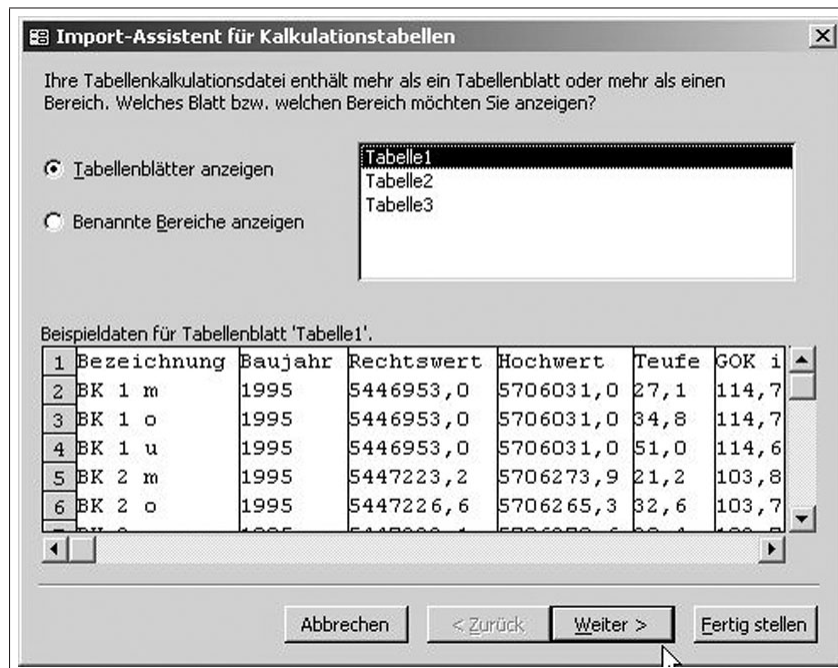 Import-Assistent für Kalkulationstabellen
Ihre Tabellenkalkulationsdatei enthält mehr als ein Tabellenblatt oder mehr als einen
Bereich. Welches Blatt bzw. welchen Bereich möchten Sie anzeigen?
Tabellenblätter anzeigen
Benannte Bereiche anzeigen
Tabelle1
Tabelle2
Tabelle3
Beispieldaten für Tabellenblatt 'Tabelle1'.
1 Bezeichnung Baujahr Rechtswert Hochwert Teufe GOK i
2 BK 1 m 1995 5446953,0 5706031,0 27,1 114,7
3 BK 1 o 1995 5446953,0 5706031,0 34,8 114,7
4 BK 1 u 1995 5446953,0 5706031,0 51,0 114,6
5 BK 2 m 1995 5447223,2 5706273,9 21,2 103,8
6 BK 2 o 1995 5447226,6 5706265,3 32,6 103,7
Abbrechen < Zurück Weiter > Fertig stellen